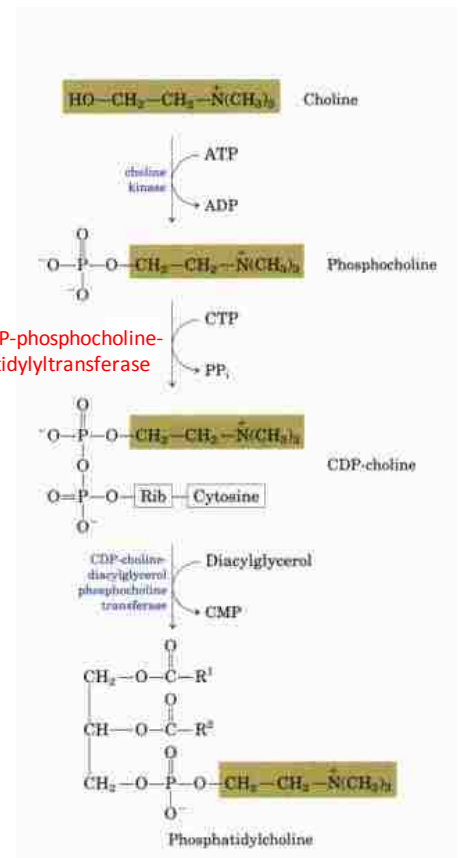 HO—CH₂—CH₂—N⁺(CH₃)₃ Choline
ATP
choline
kinase
ADP
O
⁻O—P—O—CH₂—CH₂—N⁺(CH₃)₃ Phosphocholine
⁻O
CTP
P-phosphocholine-
tidylyltransferase
PPᵢ
O
⁻O—P—O—CH₂—CH₂—N⁺(CH₃)₃
O
CDP-choline
O=P—O—Rib—Cytosine
O⁻
CDP-choline-
diacylglycerol
phosphocholine
transferase
Diacylglycerol
CMP
O
CH₂—O—C—R¹
O
CH—O—C—R²
O
CH₂—O—P—O—CH₂—CH₂—N⁺(CH₃)₃
O⁻
Phosphatidylcholine